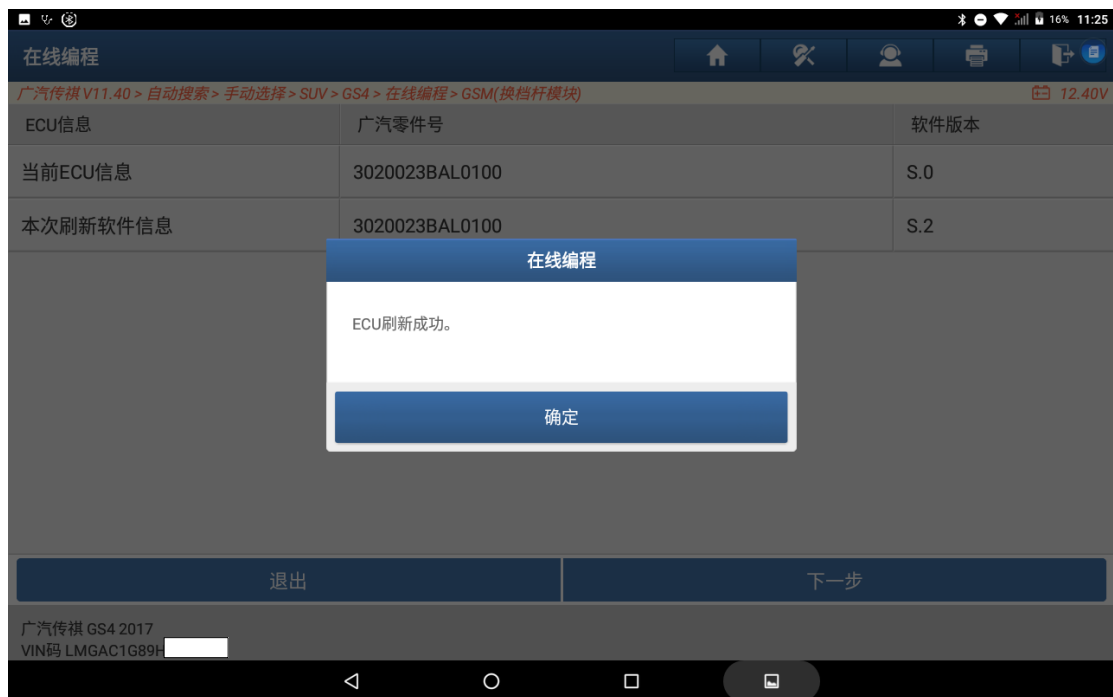 16% 11:25
在线编程
广汽传祺 V11.40 > 自动搜索 > 手动选择 > SUV > GS4 > 在线编程 > GSM(换档杆模块) 12.40V
ECU信息 广汽零件号 软件版本
当前ECU信息 3020023BAL0100 S.0
本次刷新软件信息 3020023BAL0100 S.2
在线编程
ECU刷新成功。
确定
退出 下一步
广汽传祺 GS4 2017
VIN码 LMGAC1G89H